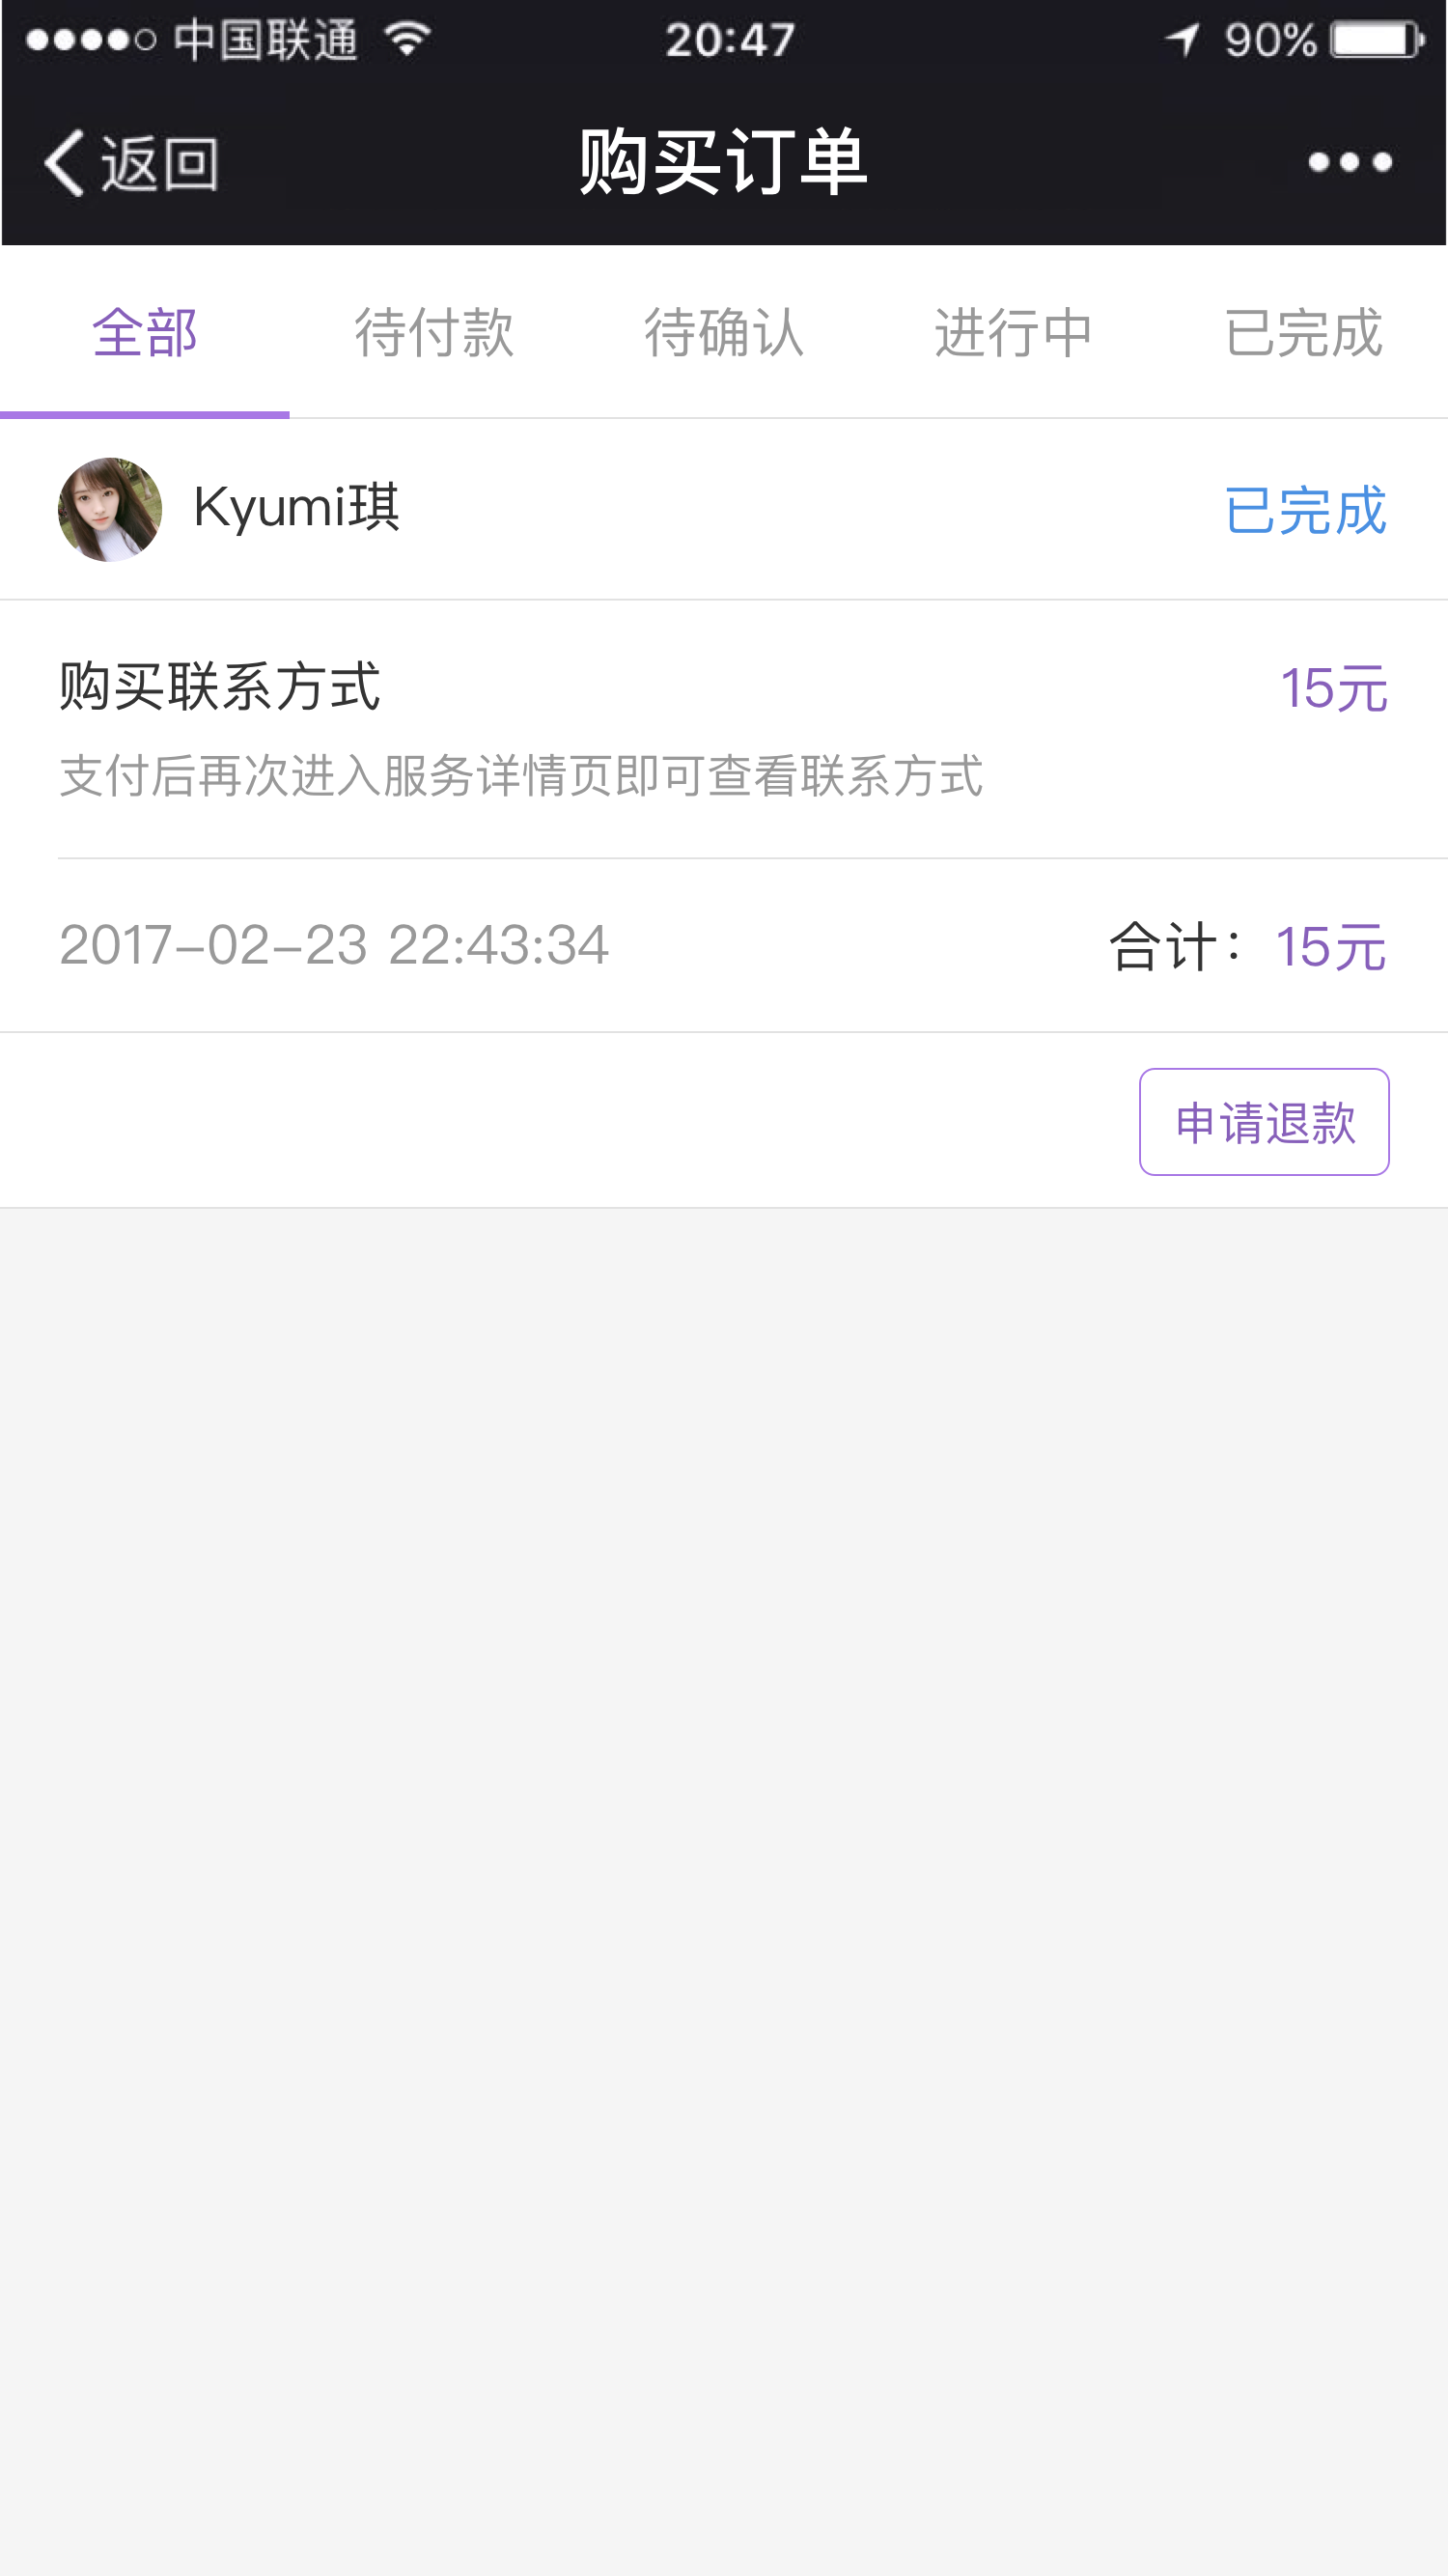 中国联通 20:47 90%
返回 购买订单
全部 待付款 待确认 进行中 已完成
Kyumi琪 已完成
购买联系方式 15元
支付后再次进入服务详情页即可查看联系方式
2017-02-23 22:43:34 合计：15元
申请退款